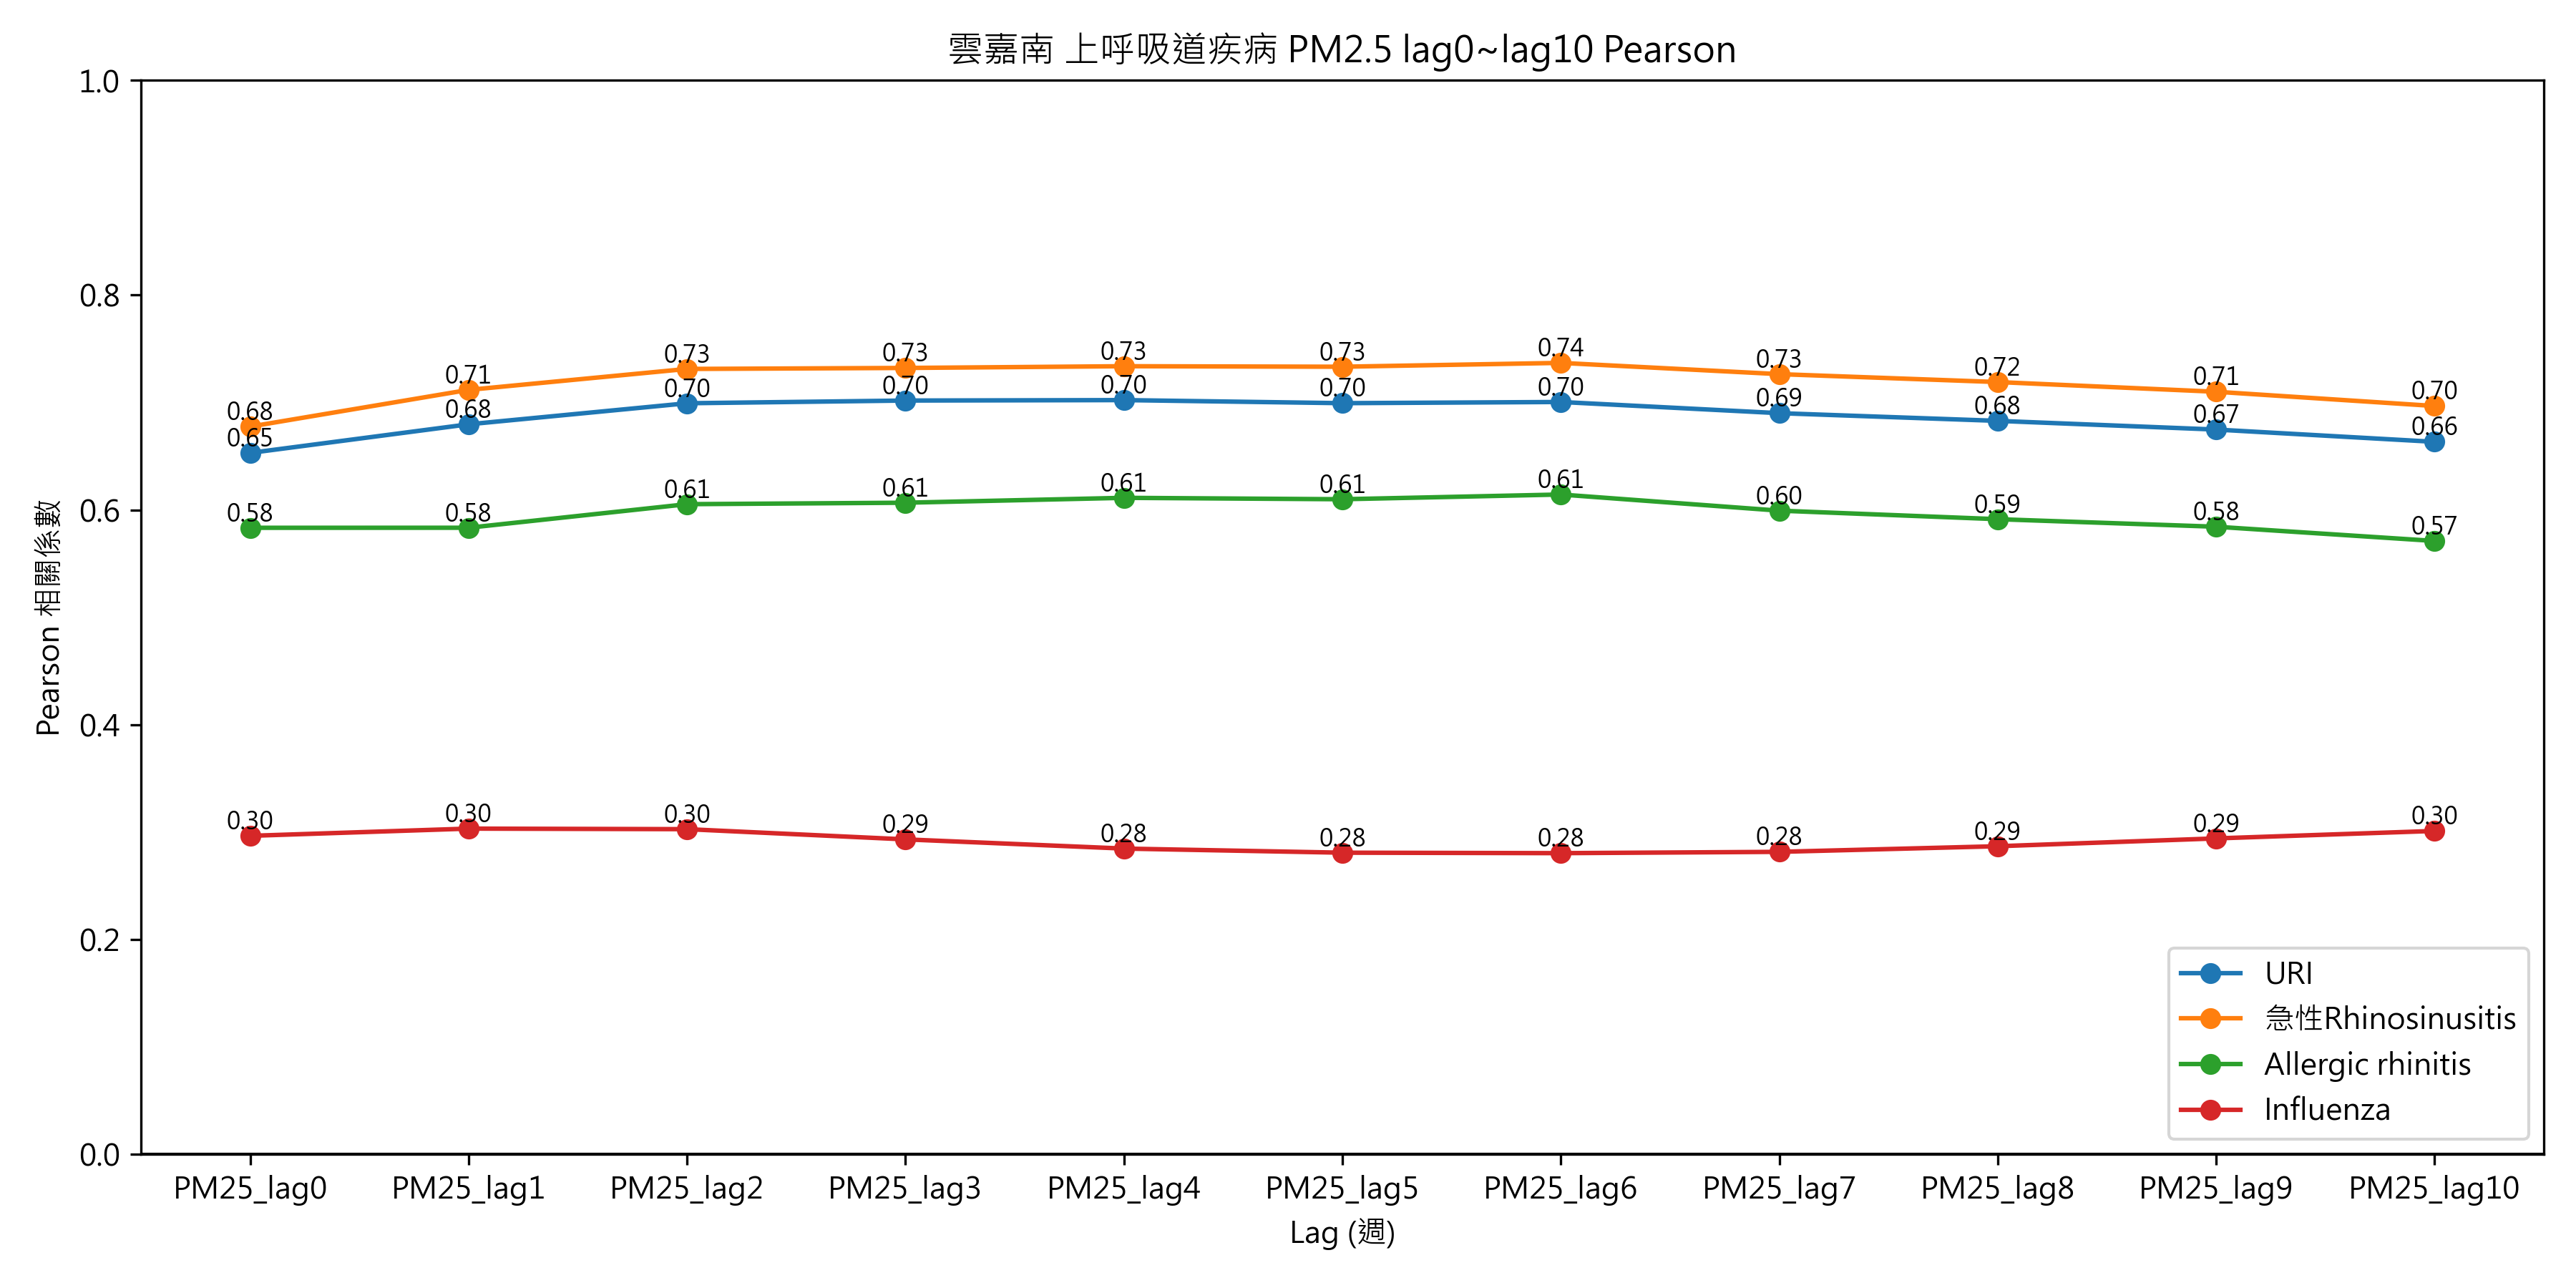 雲嘉南 上呼吸道疾病 PM2.5 lag0~lag10 Pearson
Pearson 相關係數
1.0
0.8
0.6
0.4
0.2
0.0
0.68 0.71 0.73 0.73 0.73 0.73 0.74 0.73 0.72 0.71 0.70
0.65 0.68 0.70 0.70 0.70 0.70 0.70 0.69 0.68 0.67 0.66
0.58 0.58 0.61 0.61 0.61 0.61 0.61 0.60 0.59 0.58 0.57
0.30 0.30 0.30 0.29 0.28 0.28 0.28 0.28 0.29 0.29 0.30
URI
急性Rhinosinusitis
Allergic rhinitis
Influenza
PM25_lag0 PM25_lag1 PM25_lag2 PM25_lag3 PM25_lag4 PM25_lag5 PM25_lag6 PM25_lag7 PM25_lag8 PM25_lag9 PM25_lag10
Lag (週)